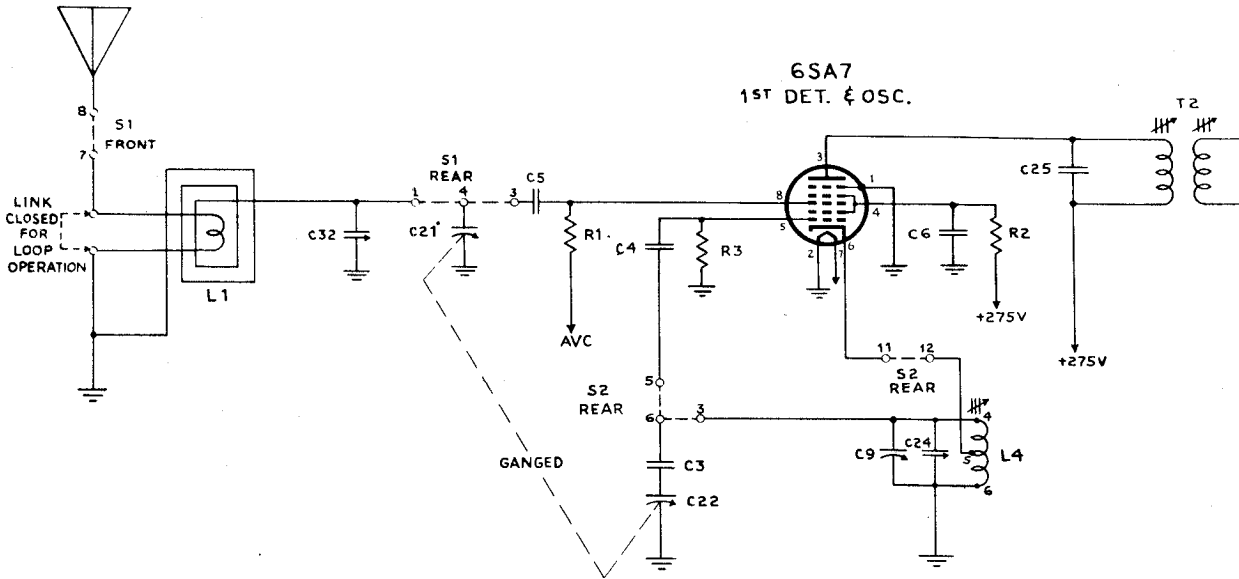 6SA7
1ST DET. & OSC.
8
S1
FRONT
7
LINK
CLOSED
FOR
LOOP
OPERATION
L1
C32
S1
REAR
1
4
3
C21
C5
R1
AVC
C4
R3
3
1
8
4
5
2
7
6
C6
R2
+275V
C25
T2
+275V
11
12
S2
REAR
5
S2
REAR
6
3
C3
C22
GANGED
C9
C24
4
5
L4
6